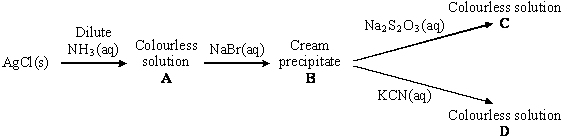 Colourless solution
C
Na₂S₂O₃(aq)
Dilute
NH₃(aq)
AgCl(s)
Colourless
solution
A
NaBr(aq)
Cream
precipitate
B
KCN(aq)
Colourless solution
D